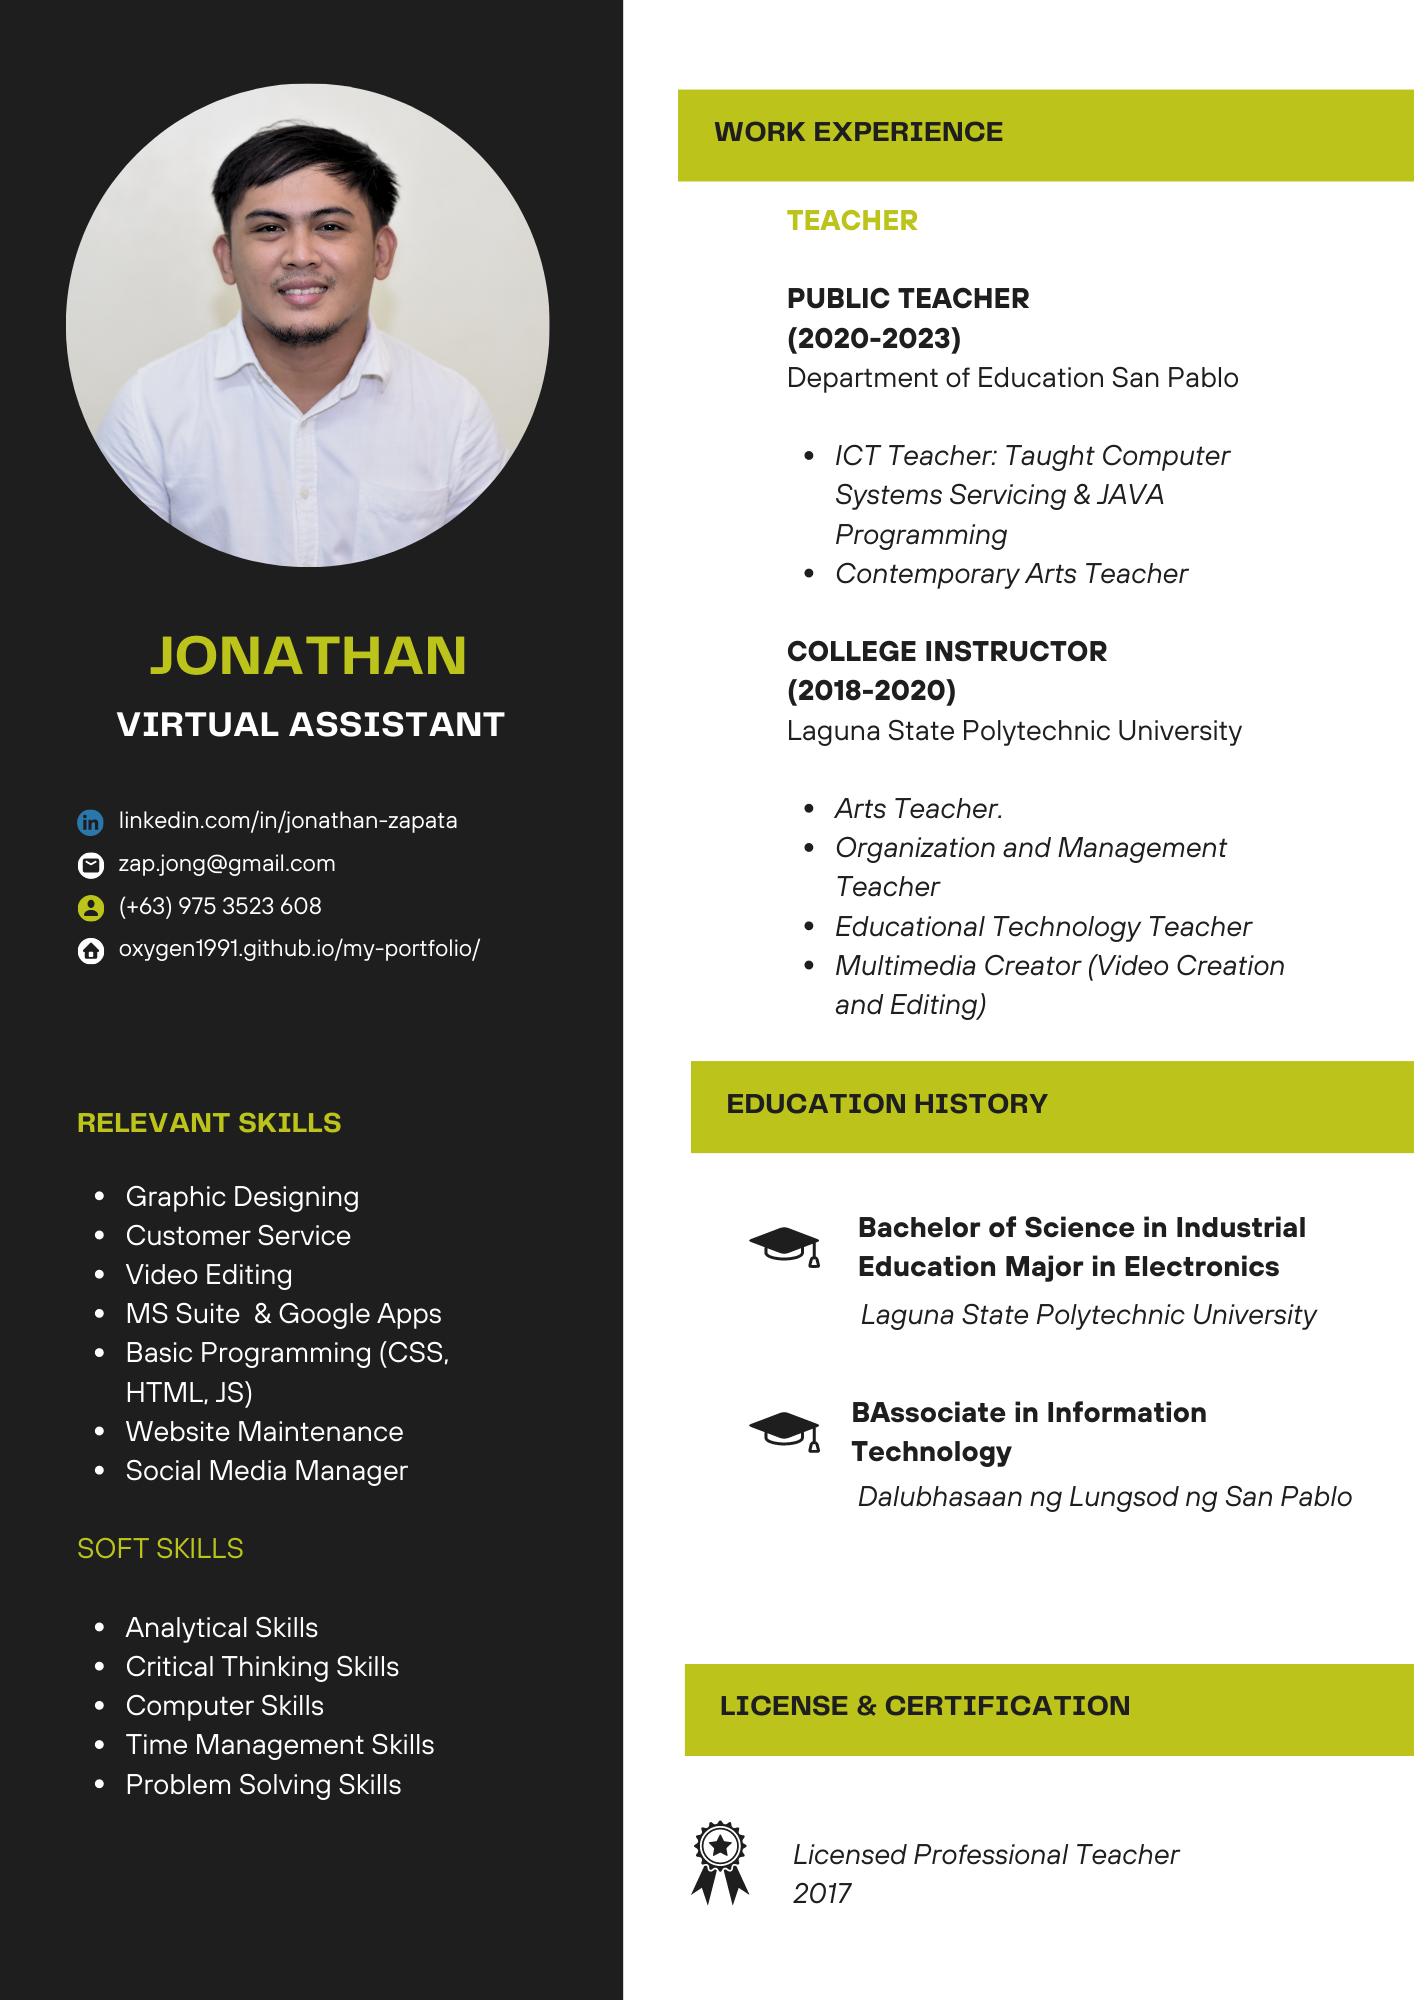 JONATHAN
VIRTUAL ASSISTANT
linkedin.com/in/jonathan-zapata
zap.jong@gmail.com
(+63) 975 3523 608
oxygen1991.github.io/my-portfolio/
RELEVANT SKILLS
• Graphic Designing
• Customer Service
• Video Editing
• MS Suite & Google Apps
• Basic Programming (CSS,
HTML, JS)
• Website Maintenance
• Social Media Manager
SOFT SKILLS
• Analytical Skills
• Critical Thinking Skills
• Computer Skills
• Time Management Skills
• Problem Solving Skills
WORK EXPERIENCE
TEACHER
PUBLIC TEACHER
(2020-2023)
Department of Education San Pablo
• ICT Teacher: Taught Computer
Systems Servicing & JAVA
Programming
• Contemporary Arts Teacher
COLLEGE INSTRUCTOR
(2018-2020)
Laguna State Polytechnic University
• Arts Teacher.
• Organization and Management
Teacher
• Educational Technology Teacher
• Multimedia Creator (Video Creation
and Editing)
EDUCATION HISTORY
Bachelor of Science in Industrial
Education Major in Electronics
Laguna State Polytechnic University
BAssociate in Information
Technology
Dalubhasaan ng Lungsod ng San Pablo
LICENSE & CERTIFICATION
Licensed Professional Teacher
2017